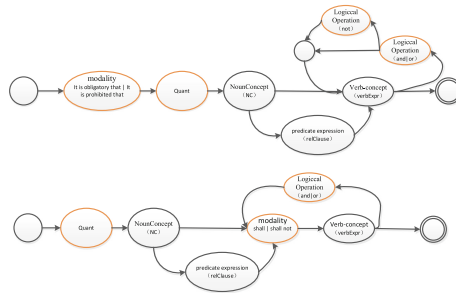 Logiccal
Operation
(not)
Logiccal
Operation
(and|or)
modality
It is obligatory that | It
is prohibited that
Quant
NounConcept
(NC)
Verb-concept
(verbExpr)
predicate expression
(relClause)
Logiccal
Operation
(and|or)
Quant
NounConcept
(NC)
modality
shall | shall not
Verb-concept
(verbExpr)
predicate expression
(relClause)